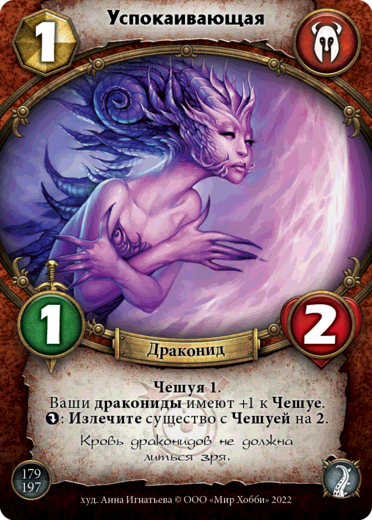 Успокаивающая
1
1
Драконид
2
Чешуя 1.
Ваши дракониды имеют +1 к Чешуе.
: Излечите существо с Чешуей на 2.
Кровь драконидов не должна
литься зря.
179
197
худ. Анна Игнатьева © ООО «Мир Хобби» 2022